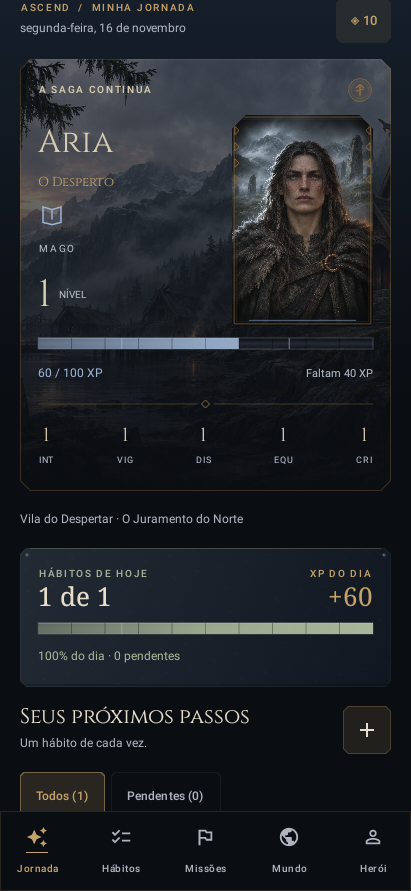 ASCEND / MINHA JORNADA
segunda-feira, 16 de novembro
◈ 10
A SAGA CONTINUA
ARIA
O DESPERTO
MAGO
1 NÍVEL
60 / 100 XP
Faltam 40 XP
1 1 1 1 1
INT VIG DIS EQU CRI
Vila do Despertar · O Juramento do Norte
HÁBITOS DE HOJE
XP DO DIA
1 de 1
+60
100% do dia · 0 pendentes
SEUS PRÓXIMOS PASSOS
Um hábito de cada vez.
+
Todos (1)
Pendentes (0)
Jornada Hábitos Missões Mundo Herói